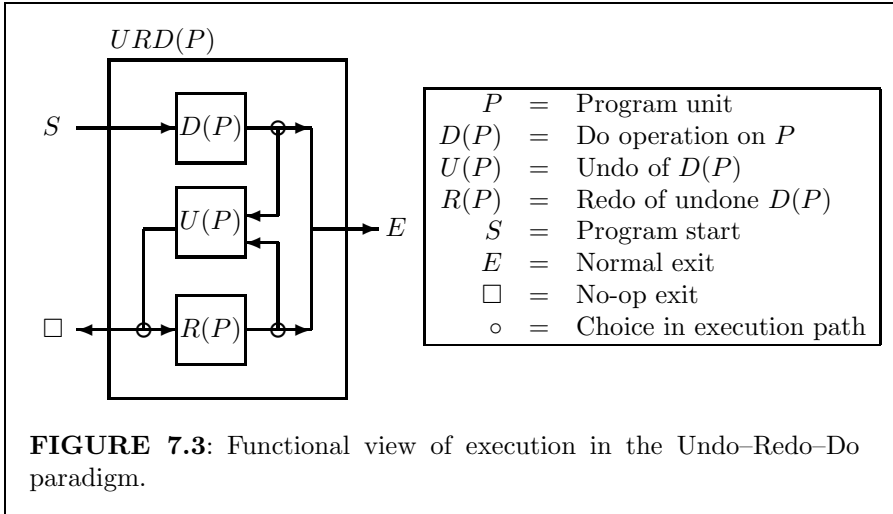 URD(P)
S
D(P)
U(P)
E
□
R(P)
P = Program unit
D(P) = Do operation on P
U(P) = Undo of D(P)
R(P) = Redo of undone D(P)
S = Program start
E = Normal exit
□ = No-op exit
∘ = Choice in execution path
FIGURE 7.3: Functional view of execution in the Undo–Redo–Do
paradigm.